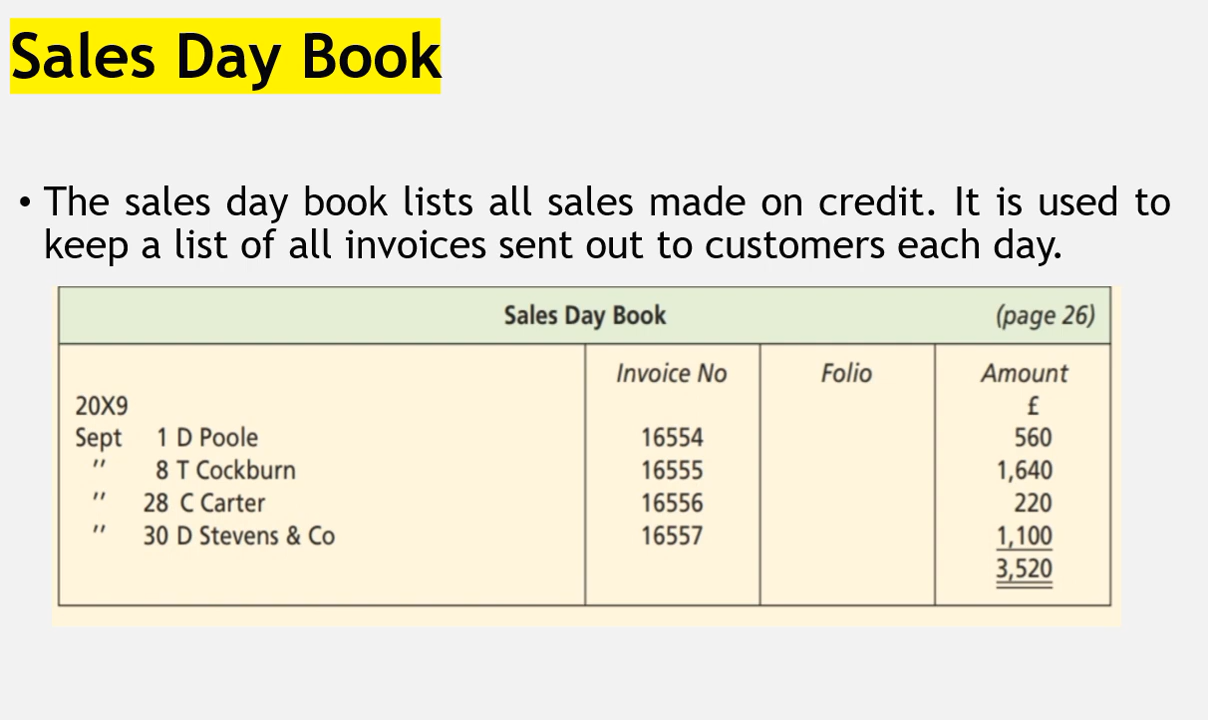 Sales Day Book
• The sales day book lists all sales made on credit. It is used to
keep a list of all invoices sent out to customers each day.
Sales Day Book (page 26)
Invoice No Folio Amount
20X9 £
Sept 1 D Poole 16554 560
〃 8 T Cockburn 16555 1,640
〃 28 C Carter 16556 220
〃 30 D Stevens & Co 16557 1,100
3,520